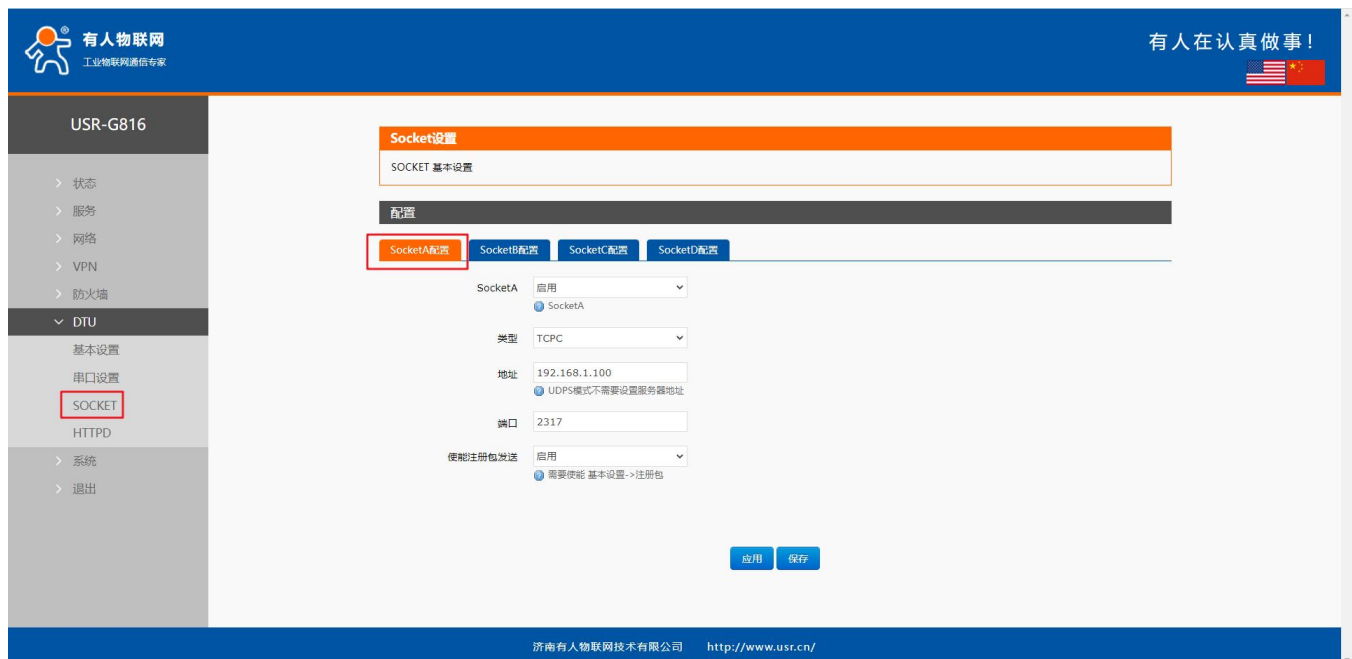 有人物联网
工业物联网通信专家
有人在认真做事!
USR-G816
状态
服务
网络
VPN
防火墙
DTU
基本设置
串口设置
SOCKET
HTTPD
系统
退出
Socket设置
SOCKET 基本设置
配置
SocketA配置 SocketB配置 SocketC配置 SocketD配置
SocketA 启用
SocketA
类型 TCPC
地址 192.168.1.100
UDPS模式不需要设置服务器地址
端口 2317
使能注册包发送 启用
需要使能 基本设置->注册包
应用 保存
济南有人物联网技术有限公司 http://www.usr.cn/